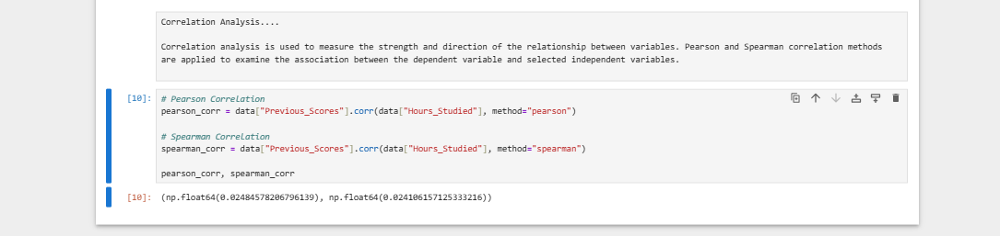 Correlation Analysis....
Correlation analysis is used to measure the strength and direction of the relationship between variables. Pearson and Spearman correlation methods
are applied to examine the association between the dependent variable and selected independent variables.
[10]: # Pearson Correlation
pearson_corr = data["Previous_Scores"].corr(data["Hours_Studied"], method="pearson")
# Spearman Correlation
spearman_corr = data["Previous_Scores"].corr(data["Hours_Studied"], method="spearman")
pearson_corr, spearman_corr
[10]: (np.float64(0.02484578206796139), np.float64(0.024106157125333216))